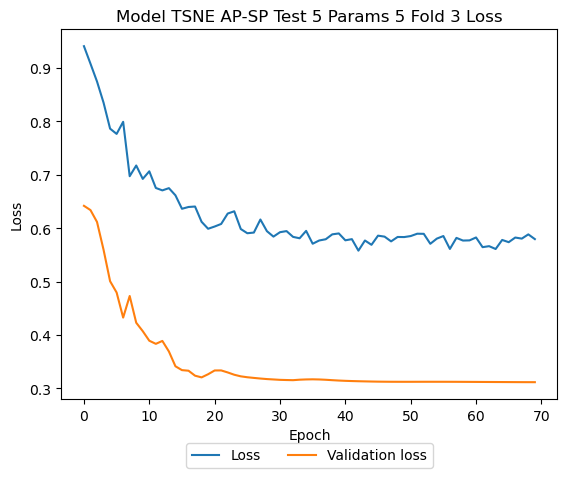 Model TSNE AP-SP Test 5 Params 5 Fold 3 Loss
Loss
0.9
0.8
0.7
0.6
0.5
0.4
0.3
0 10 20 30 40 50 60 70
Epoch
Loss Validation loss